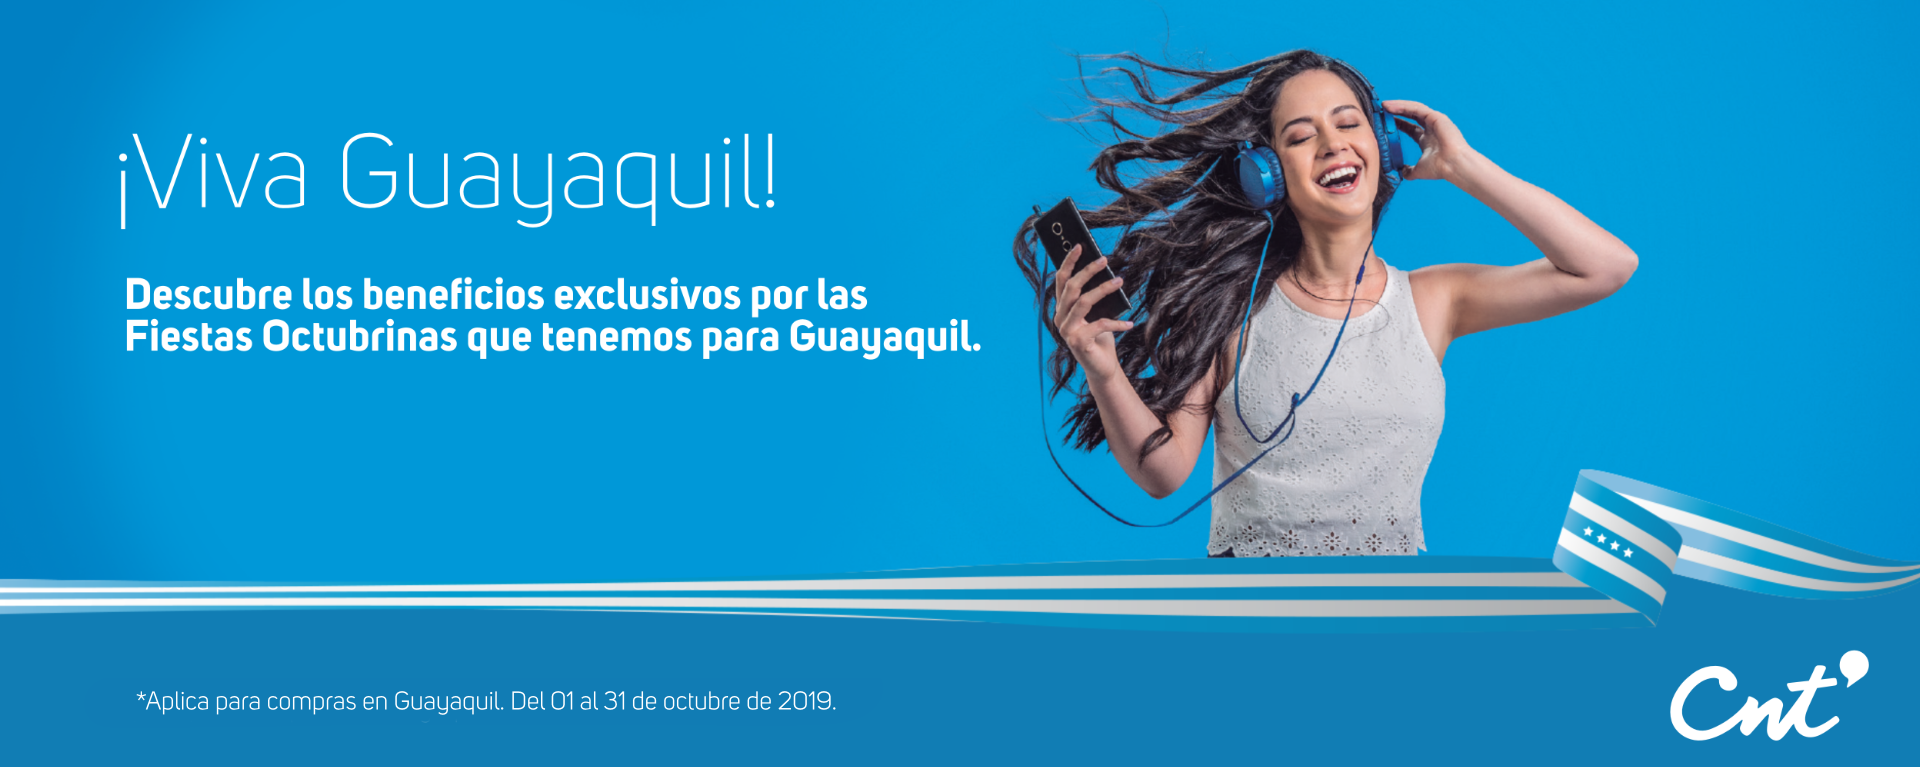 ¡Viva Guayaquil!
Descubre los beneficios exclusivos por las
Fiestas Octubrinas que tenemos para Guayaquil.
*Aplica para compras en Guayaquil. Del 01 al 31 de octubre de 2019.
Cnt